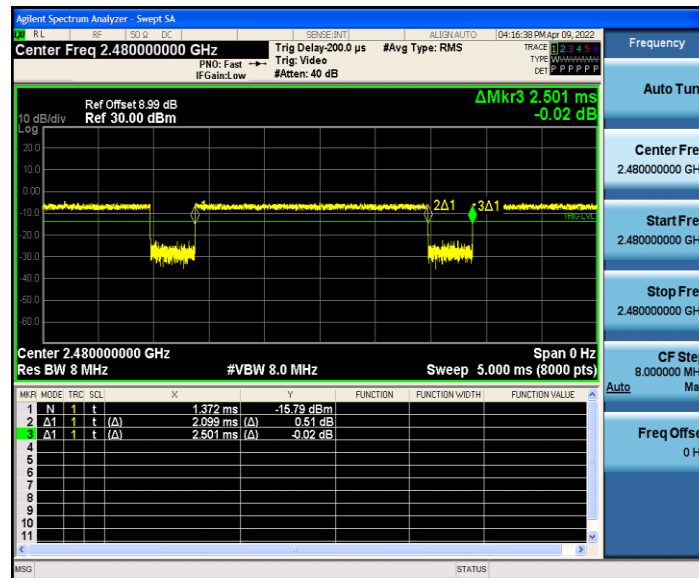 Agilent Spectrum Analyzer - Swept SA
RL RF 50 Ω DC SENSE:INT ALIGN AUTO 04:16:38 PM Apr 09, 2022
Center Freq 2.480000000 GHz
PNO: Fast
IFGain:Low
Trig Delay-200.0 µs
Trig: Video
#Atten: 40 dB
#Avg Type: RMS
TRACE 1 2 3 4 5 6
TYPE
DET P P P P P P
Ref Offset 8.99 dB
Ref 30.00 dBm
10 dB/div
Log
ΔMkr3 2.501 ms
-0.02 dB
20.0
10.0
0.00
-10.0
-20.0
-30.0
-40.0
-50.0
-60.0
1
2Δ1
3Δ1
TRIG LVL
Center 2.480000000 GHz
Span 0 Hz
Res BW 8 MHz
#VBW 8.0 MHz
Sweep 5.000 ms (8000 pts)
MKR MODE TRC SCL X Y FUNCTION FUNCTION WIDTH FUNCTION VALUE
1 N 1 t 1.372 ms -15.79 dBm
2 Δ1 1 t (Δ) 2.099 ms (Δ) 0.51 dB
3 Δ1 1 t (Δ) 2.501 ms (Δ) -0.02 dB
4
5
6
7
8
9
10
11
MSG
STATUS
Frequency
Auto Tun
Center Fre
2.480000000 GH
Start Fre
2.480000000 GH
Stop Fre
2.480000000 GH
CF Ste
8.000000 MH
Auto Ma
Freq Offse
0 H